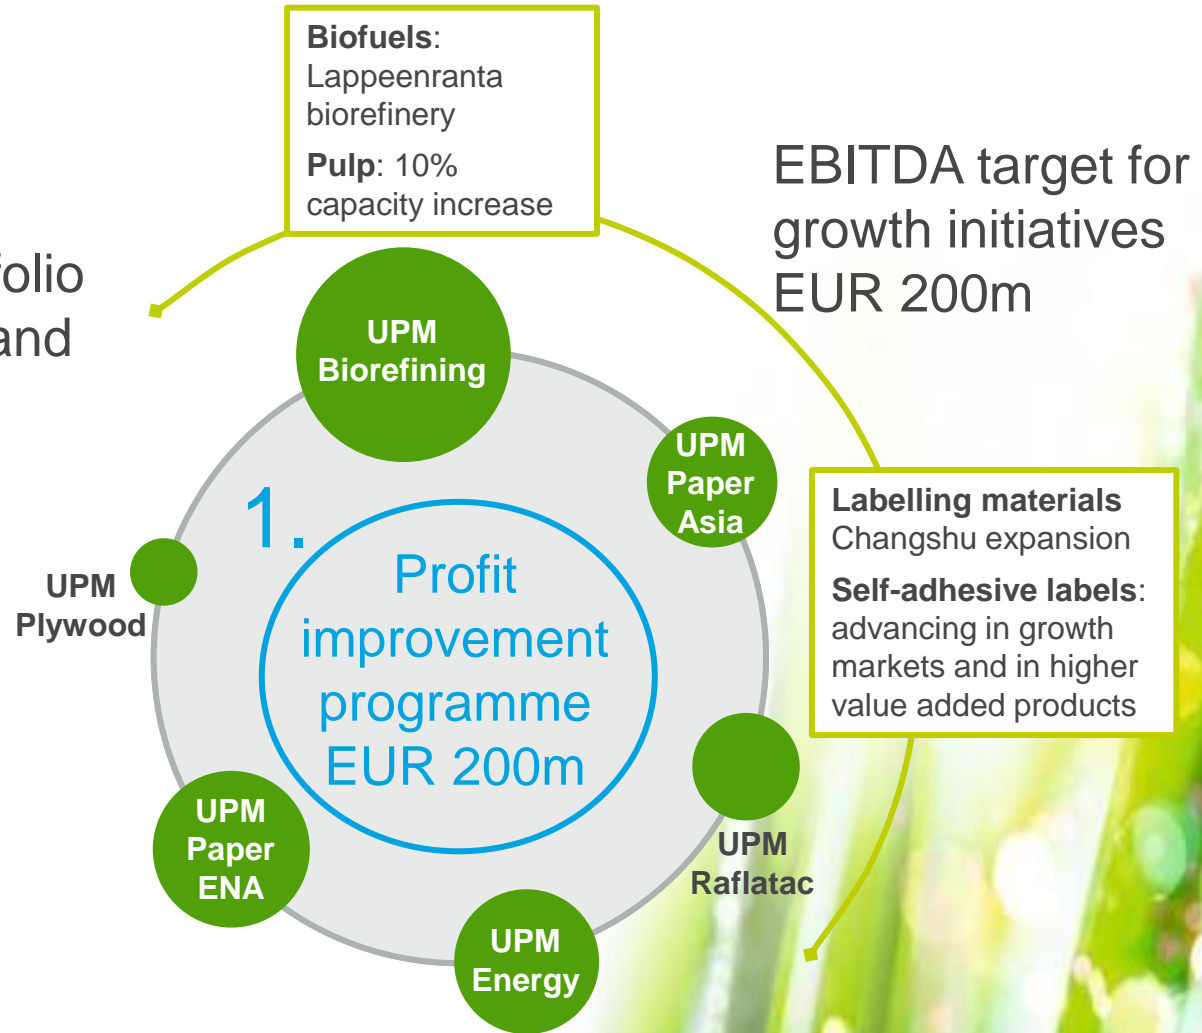 Biofuels:
Lappeenranta
biorefinery
Pulp: 10%
capacity increase
EBITDA target for
growth initiatives
EUR 200m
and
UPM
Biorefining
UPM
Paper
Asia
1.
Profit
improvement
programme
EUR 200m
Labelling materials
Changshu expansion
Self-adhesive labels:
advancing in growth
markets and in higher
value added products
UPM
Plywood
UPM
Paper
ENA
UPM
Raflatac
UPM
Energy